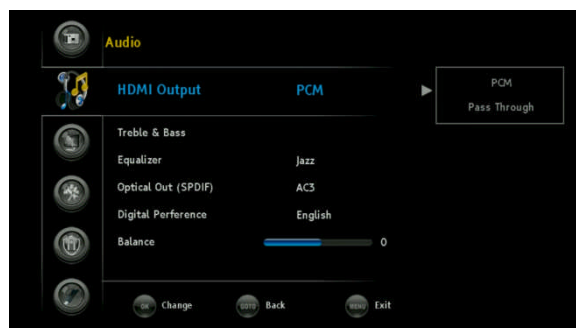 Audio
HDMI Output PCM
PCM
Pass Through
Treble & Bass
Equalizer Jazz
Optical Out (SPDIF) AC3
Digital Perference English
Balance 0
OK Change GOTO Back MENU Exit